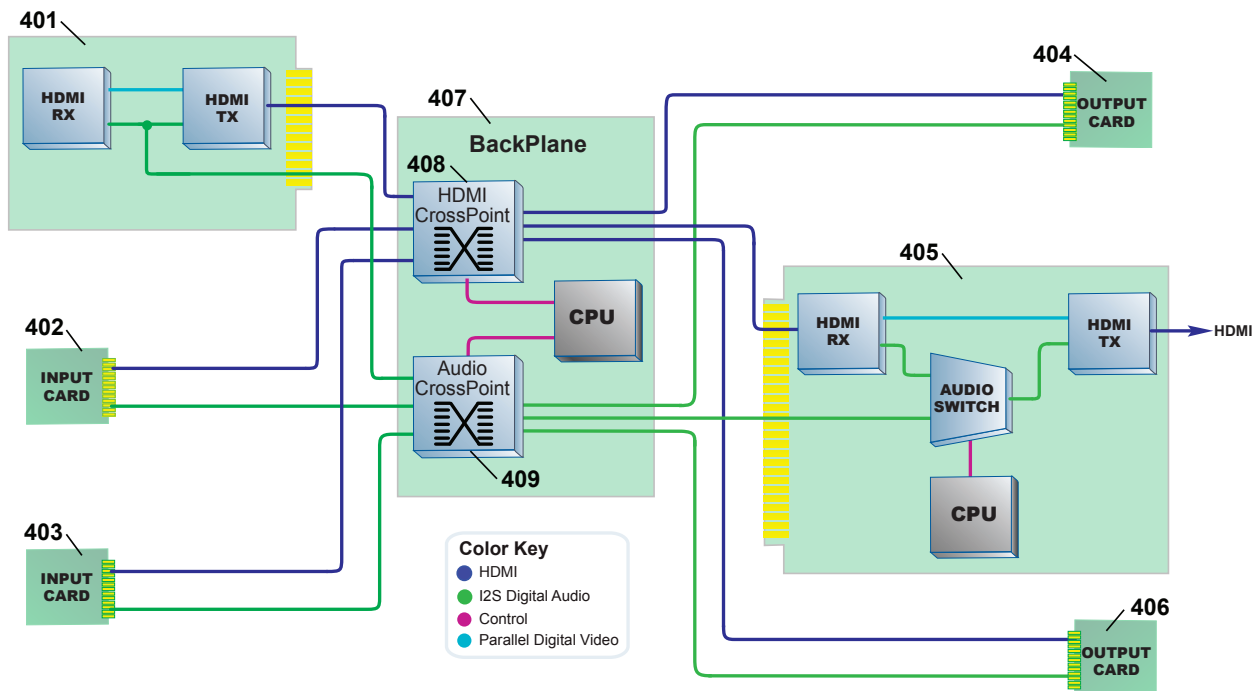 401
HDMI
RX
HDMI
TX
407
BackPlane
408
HDMI
CrossPoint
CPU
Audio
CrossPoint
409
402
INPUT
CARD
403
INPUT
CARD
404
OUTPUT
CARD
405
HDMI
RX
HDMI
TX
HDMI
AUDIO
SWITCH
CPU
406
OUTPUT
CARD
Color Key
HDMI
I2S Digital Audio
Control
Parallel Digital Video